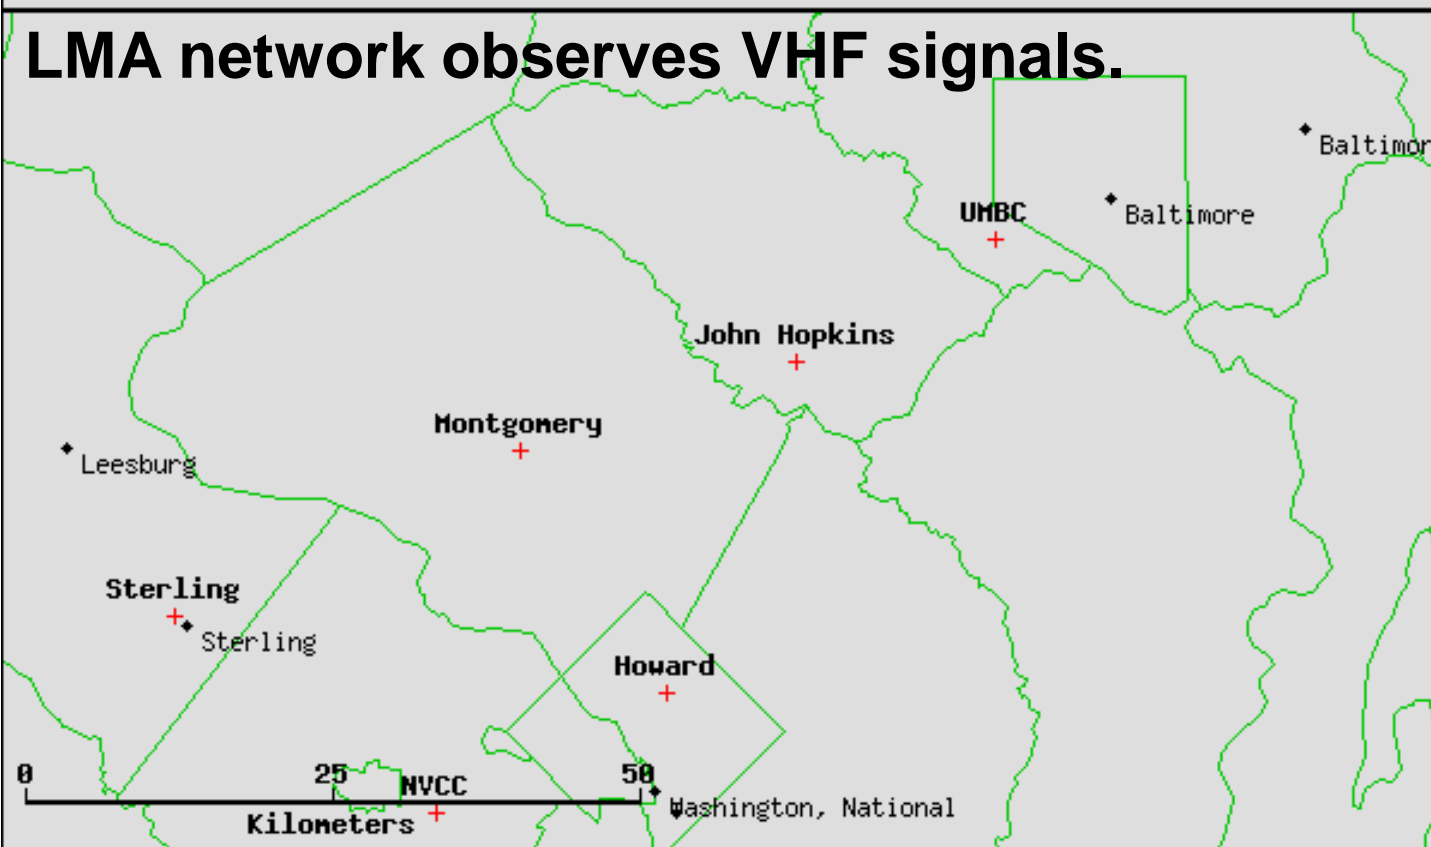 LMA network observes VHF signals.
Baltimor
UMBC
Baltimore
John Hopkins
Montgomery
Leesburg
Sterling
Sterling
Howard
0 25 50
NVCC
Washington, National
Kilometers